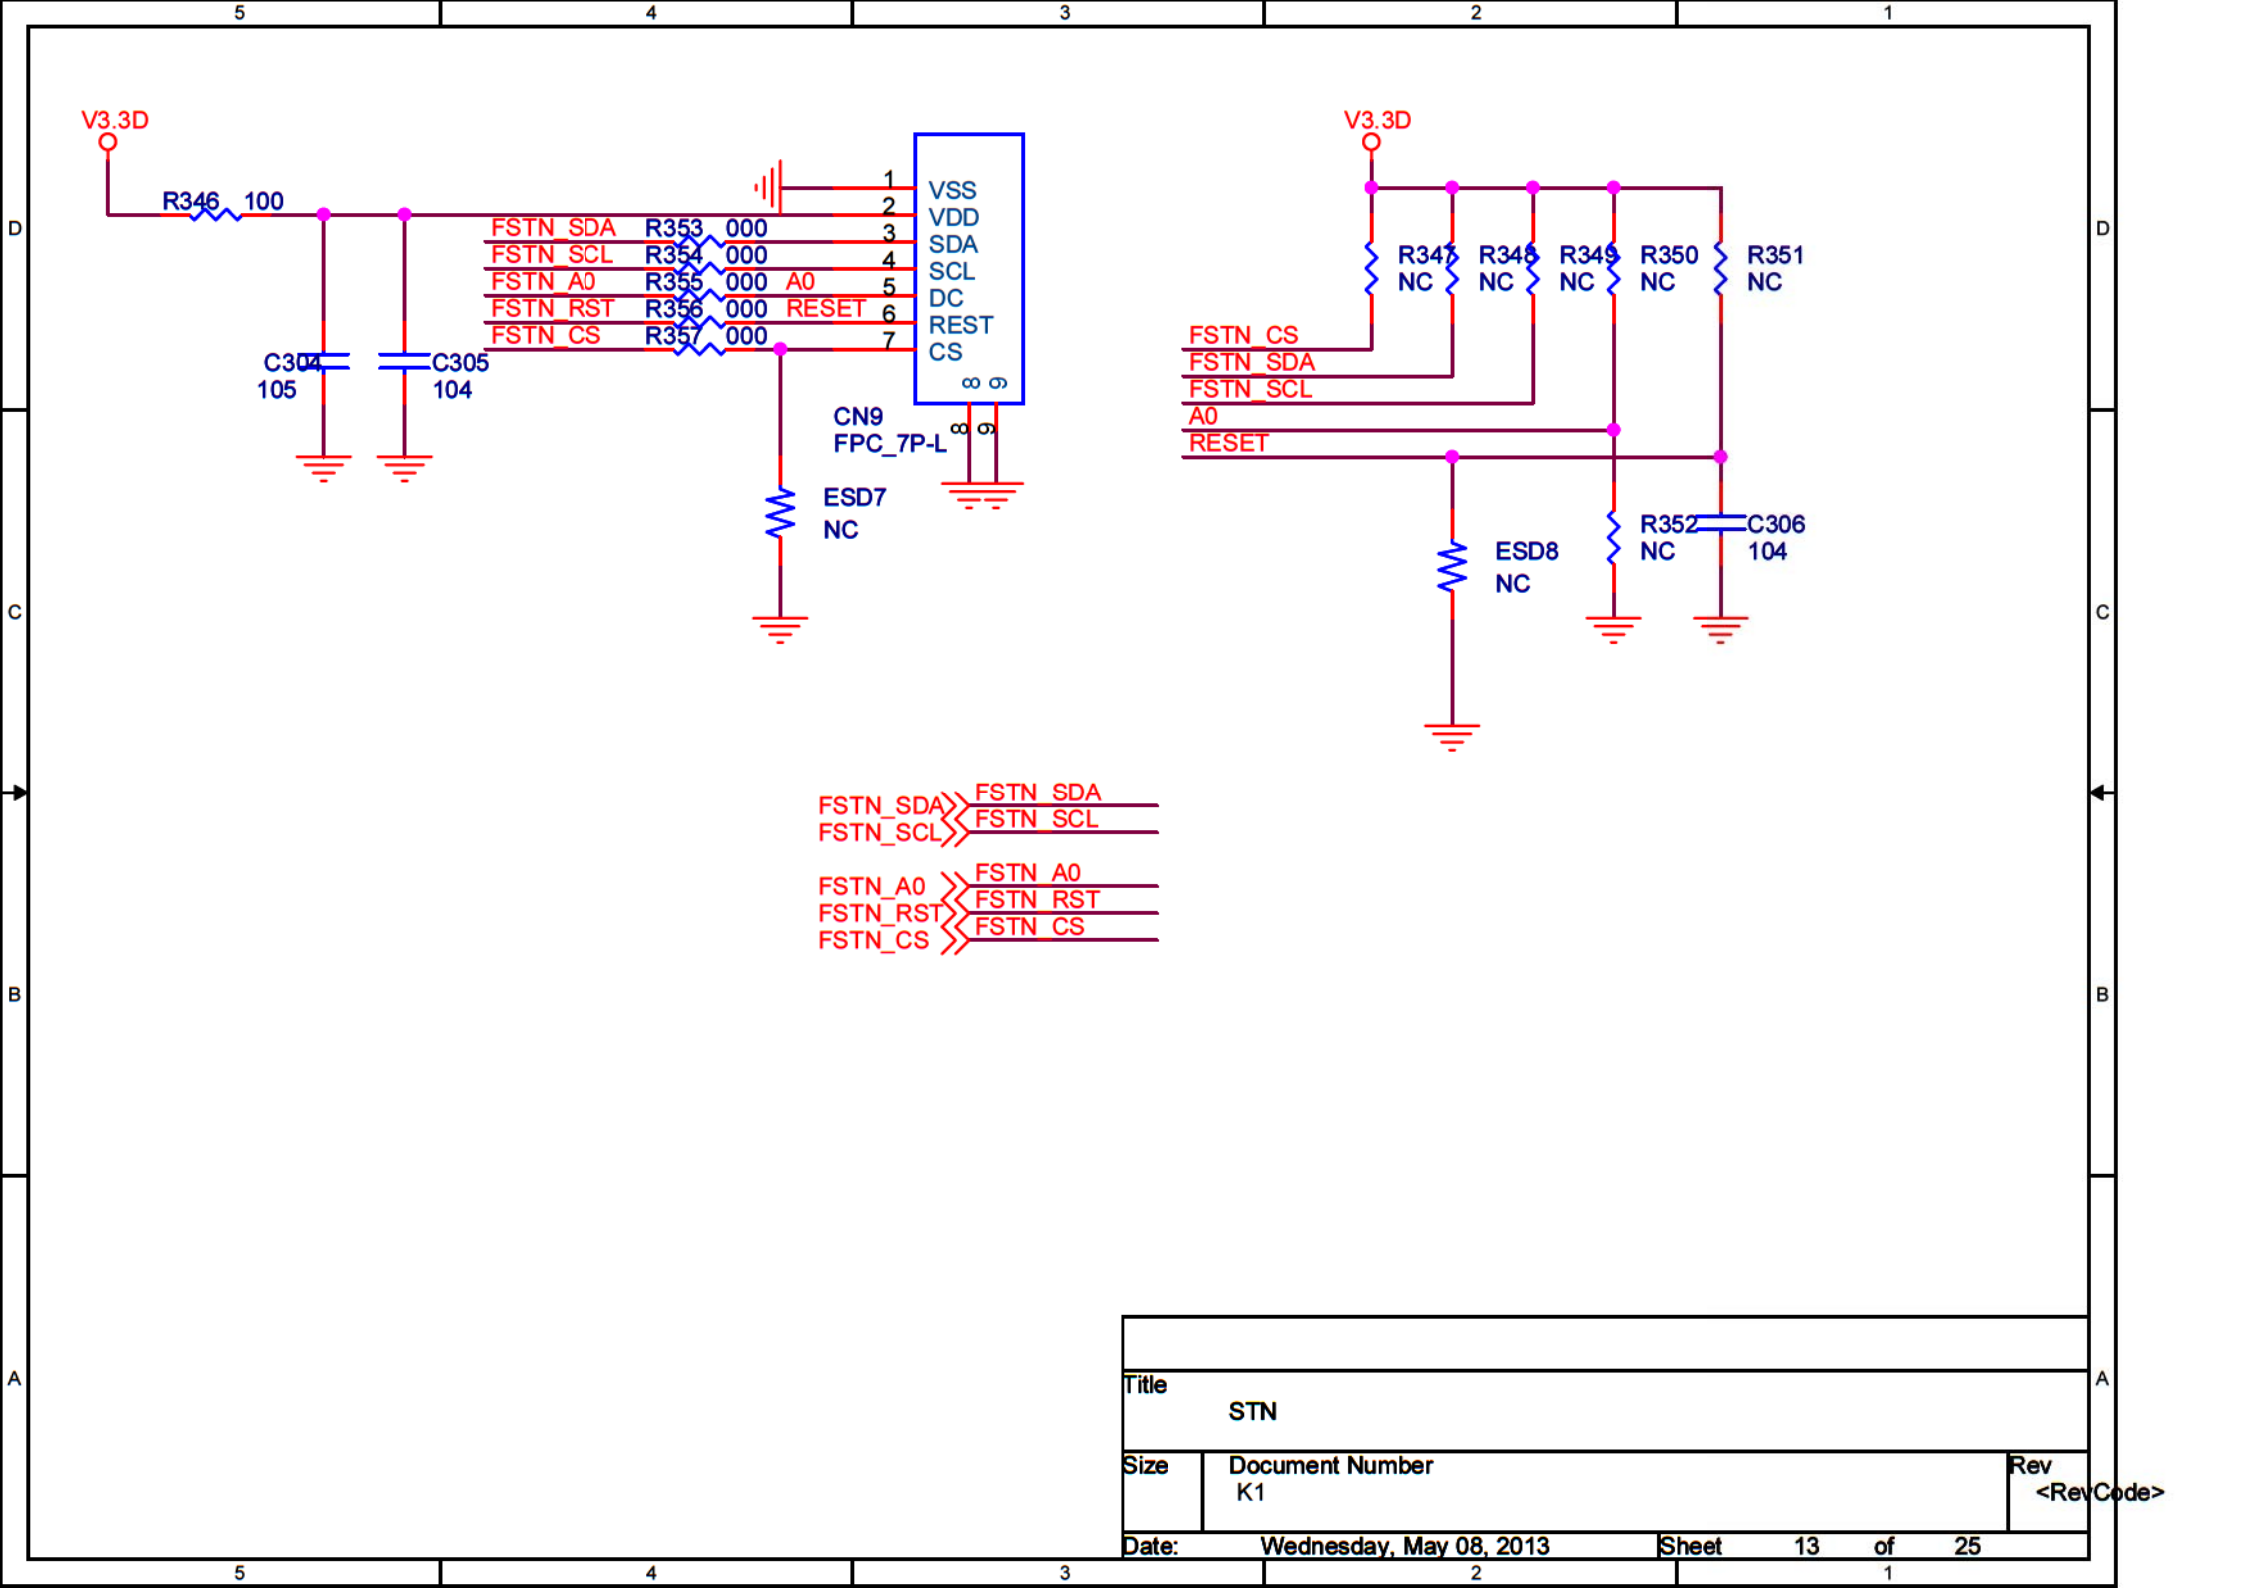 5 4 3 2 1
D D
C C
B B
A A
V3.3D
R346 100
C304
105
C305
104
FSTN_SDA R353 000
FSTN_SCL R354 000
FSTN_A0 R355 000 A0
FSTN_RST R356 000 RESET
FSTN_CS R357 000
1 VSS
2 VDD
3 SDA
4 SCL
5 DC
6 REST
7 CS
8 9
8 9
CN9
FPC_7P-L
ESD7
NC
V3.3D
R347 R348 R349 R350 R351
NC NC NC NC NC
FSTN_CS
FSTN_SDA
FSTN_SCL
A0
RESET
ESD8
NC
R352
NC
C306
104
FSTN_SDA FSTN_SDA
FSTN_SCL FSTN_SCL
FSTN_A0 FSTN_A0
FSTN_RST FSTN_RST
FSTN_CS FSTN_CS
Title
STN
Size Document Number Rev
K1 <RevCode>
Date: Wednesday, May 08, 2013 Sheet 13 of 25
5 4 3 2 1